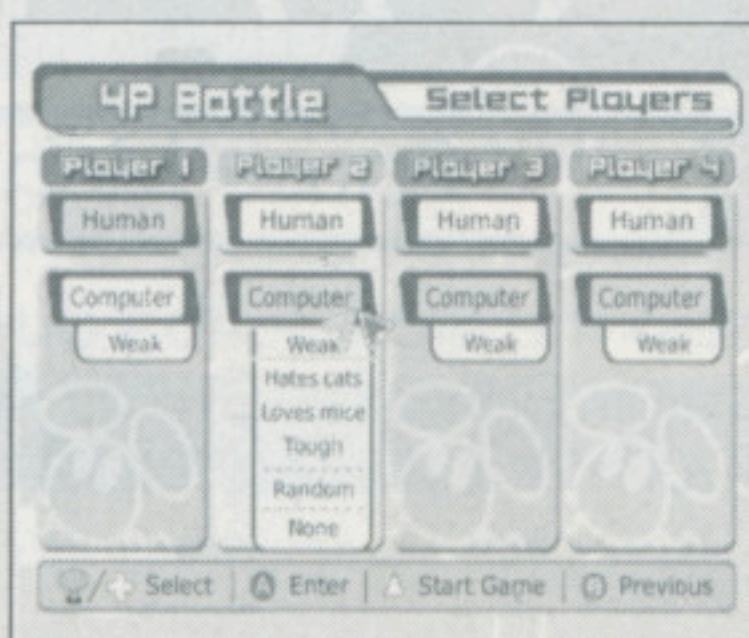 4P Battle
Select Players
Player 1 Player 2 Player 3 Player 4
Human Human Human Human
Computer Computer Computer Computer
Weak Weak Weak Weak
Hates cats
Loves mice
Tough
Random
None
Select | A Enter | Start Game | Previous